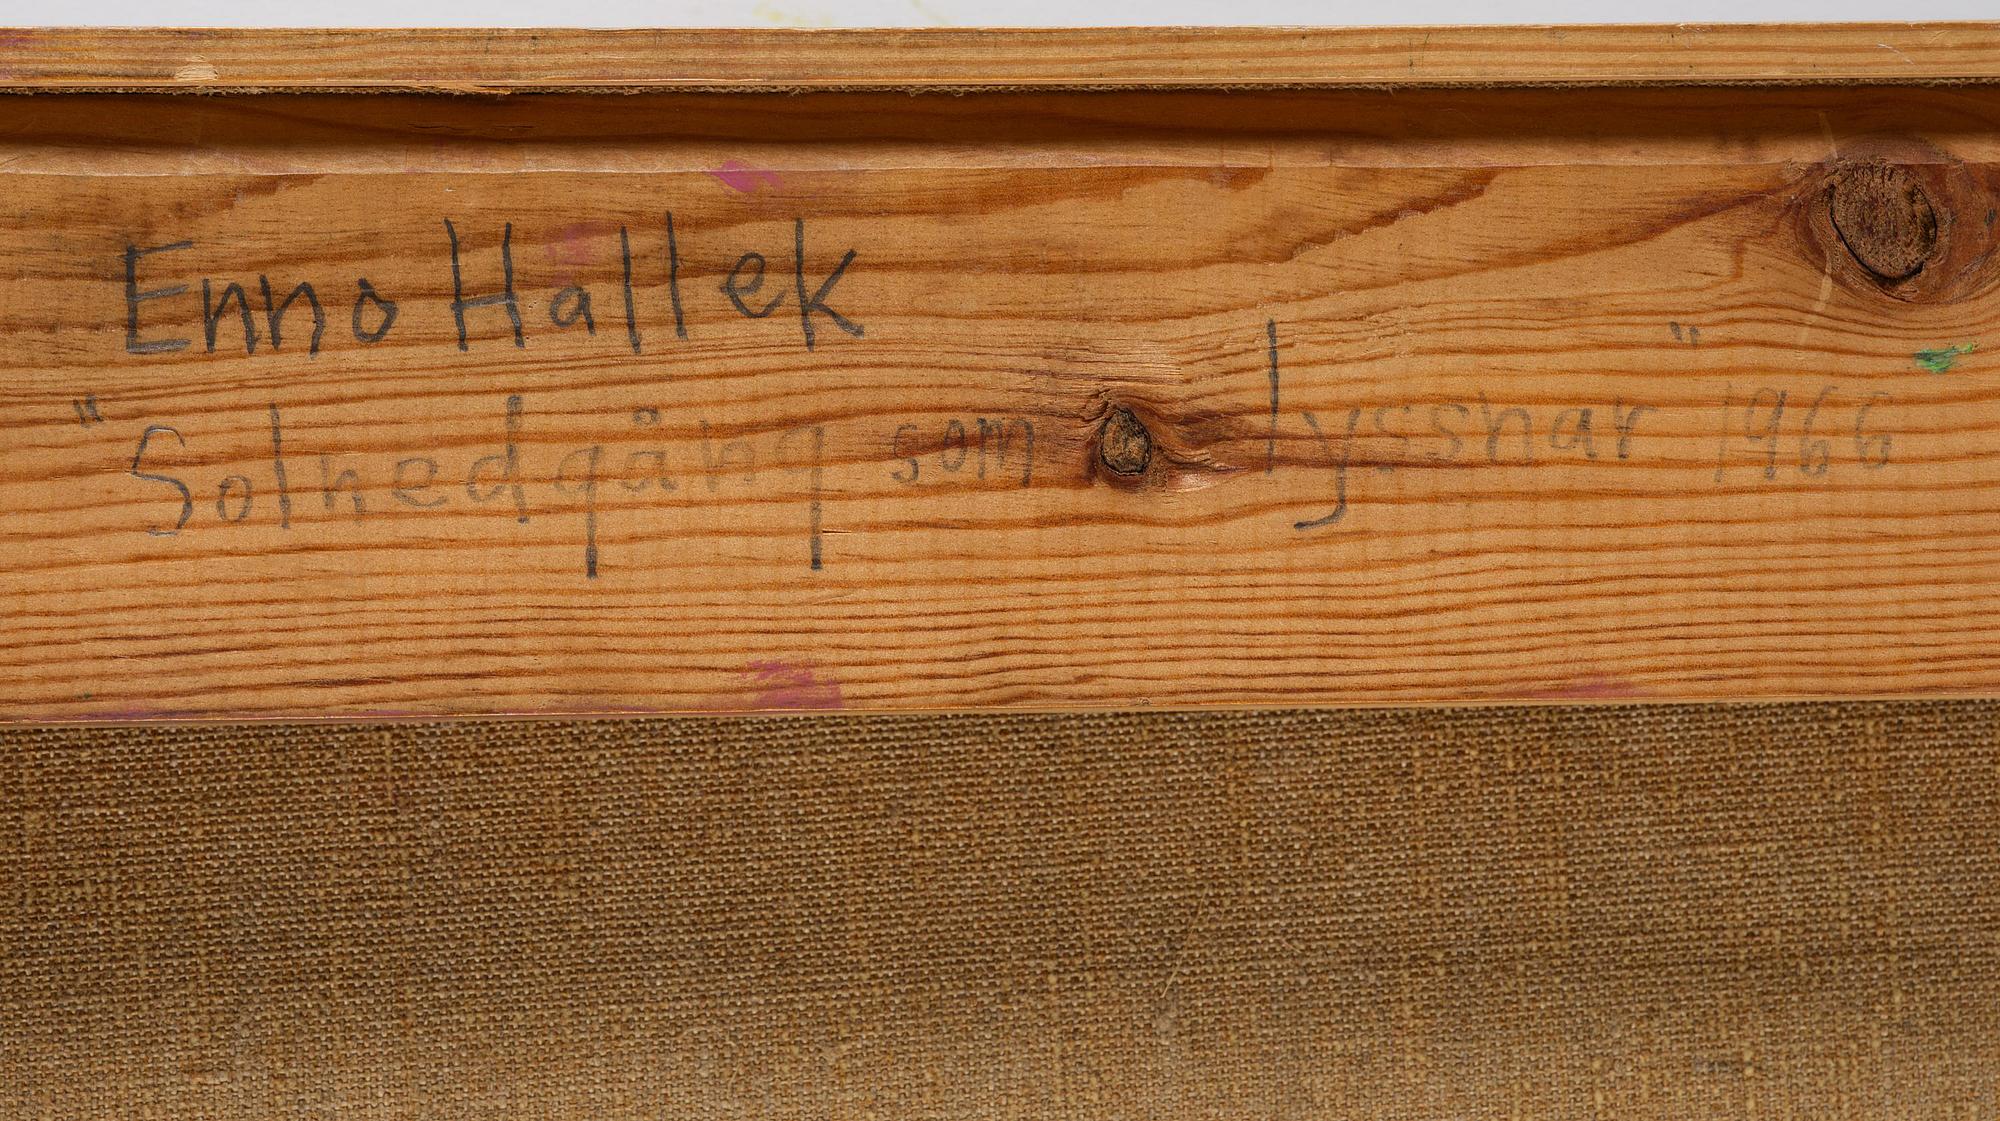 Enno Hallek
"Solnedgång som lyssnar" 1966